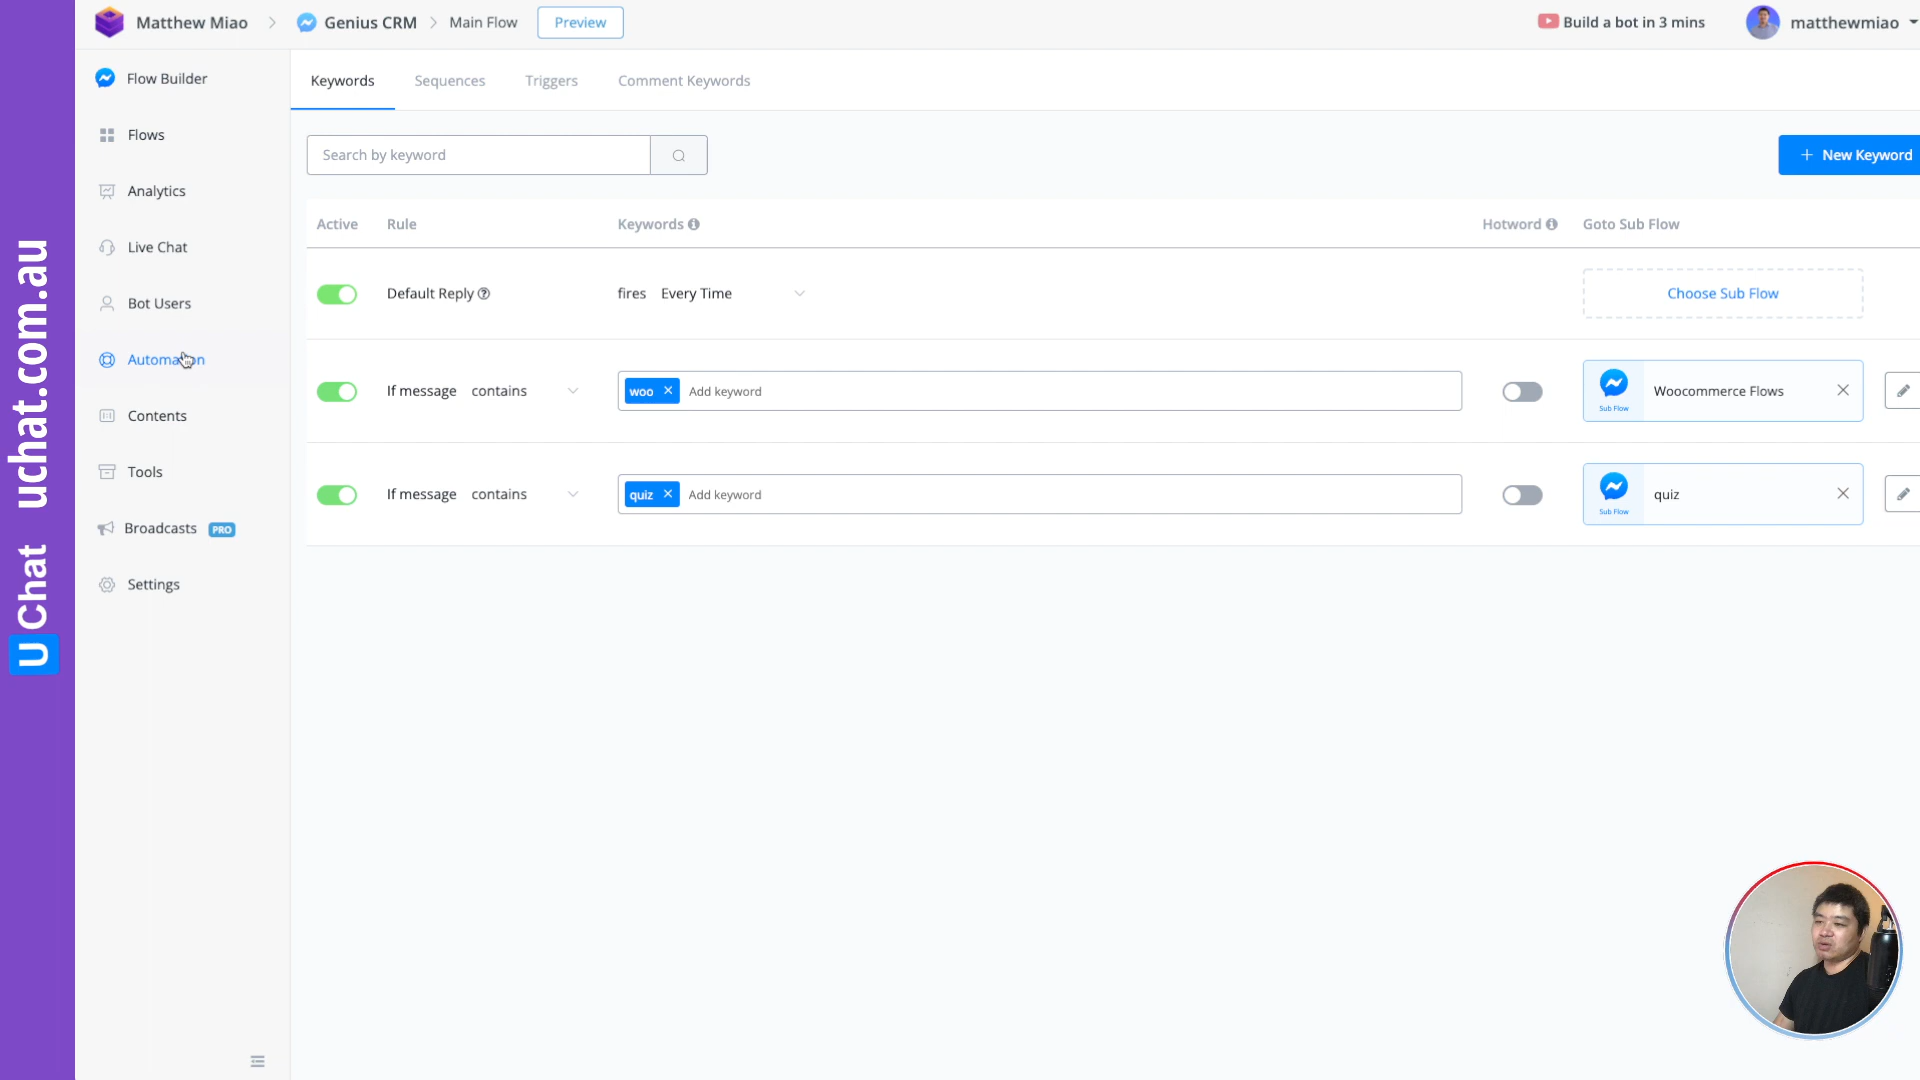 UChat uchat.com.au
Matthew Miao
Genius CRM
Main Flow
Preview
Build a bot in 3 mins
matthewmiao
Flow Builder
Flows
Analytics
Live Chat
Bot Users
Automation
Contents
Tools
Broadcasts PRO
Settings
Keywords
Sequences
Triggers
Comment Keywords
Search by keyword
+ New Keyword
Active
Rule
Keywords
Hotword
Goto Sub Flow
Default Reply
fires Every Time
Choose Sub Flow
If message contains
woo × Add keyword
Sub Flow
Woocommerce Flows
If message contains
quiz × Add keyword
Sub Flow
quiz